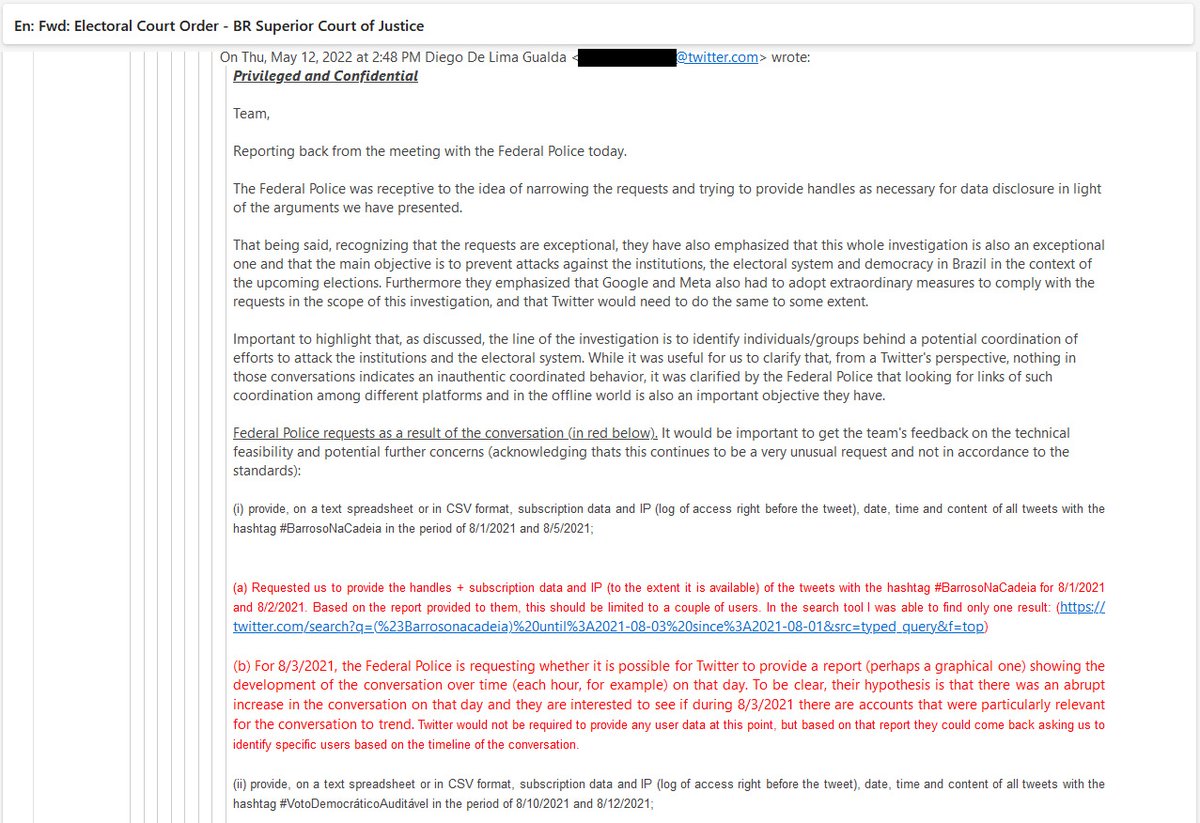 En: Fwd: Electoral Court Order - BR Superior Court of Justice
On Thu, May 12, 2022 at 2:48 PM Diego De Lima Gualda <@twitter.com> wrote:
Privileged and Confidential
Team,
Reporting back from the meeting with the Federal Police today.
The Federal Police was receptive to the idea of narrowing the requests and trying to provide handles as necessary for data disclosure in light
of the arguments we have presented.
That being said, recognizing that the requests are exceptional, they have also emphasized that this whole investigation is also an exceptional
one and that the main objective is to prevent attacks against the institutions, the electoral system and democracy in Brazil in the context of
the upcoming elections. Furthermore they emphasized that Google and Meta also had to adopt extraordinary measures to comply with the
requests in the scope of this investigation, and that Twitter would need to do the same to some extent.
Important to highlight that, as discussed, the line of the investigation is to identify individuals/groups behind a potential coordination of
efforts to attack the institutions and the electoral system. While it was useful for us to clarify that, from a Twitter's perspective, nothing in
those conversations indicates an inauthentic coordinated behavior, it was clarified by the Federal Police that looking for links of such
coordination among different platforms and in the offline world is also an important objective they have.
Federal Police requests as a result of the conversation (in red below). It would be important to get the team's feedback on the technical
feasibility and potential further concerns (acknowledging thats this continues to be a very unusual request and not in accordance to the
standards):
(i) provide, on a text spreadsheet or in CSV format, subscription data and IP (log of access right before the tweet), date, time and content of all tweets with the
hashtag #BarrosoNaCadeia in the period of 8/1/2021 and 8/5/2021;
(a) Requested us to provide the handles + subscription data and IP (to the extent it is available) of the tweets with the hashtag #BarrosoNaCadeia for 8/1/2021
and 8/2/2021. Based on the report provided to them, this should be limited to a couple of users. In the search tool I was able to find only one result: (https://
twitter.com/search?q=(%23Barrosonacadeia)%20until%3A2021-08-03%20since%3A2021-08-01&src=typed_query&f=top)
(b) For 8/3/2021, the Federal Police is requesting whether it is possible for Twitter to provide a report (perhaps a graphical one) showing the
development of the conversation over time (each hour, for example) on that day. To be clear, their hypothesis is that there was an abrupt
increase in the conversation on that day and they are interested to see if during 8/3/2021 there are accounts that were particularly relevant
for the conversation to trend. Twitter would not be required to provide any user data at this point, but based on that report they could come back asking us to
identify specific users based on the timeline of the conversation.
(ii) provide, on a text spreadsheet or in CSV format, subscription data and IP (log of access right before the tweet), date, time and content of all tweets with the
hashtag #VotoDemocráticoAuditável in the period of 8/10/2021 and 8/12/2021;